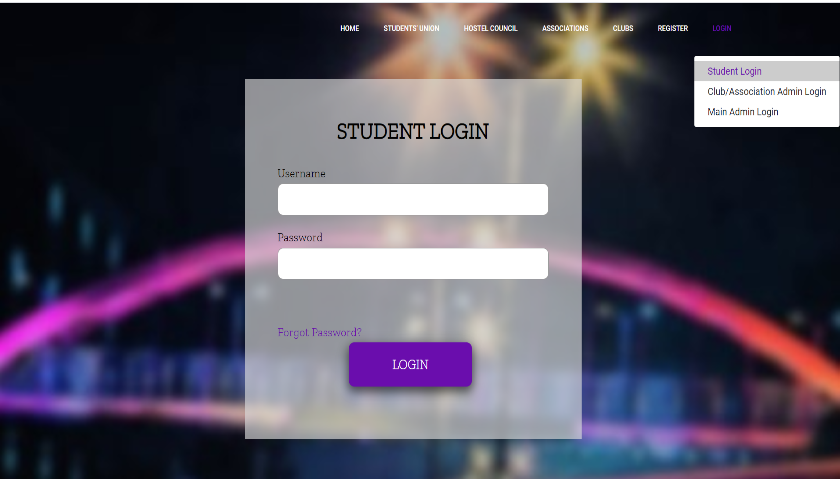 HOME STUDENTS' UNION HOSTEL COUNCIL ASSOCIATIONS CLUBS REGISTER LOGIN
Student Login
Club/Association Admin Login
Main Admin Login
STUDENT LOGIN
Username
Password
Forgot Password?
LOGIN